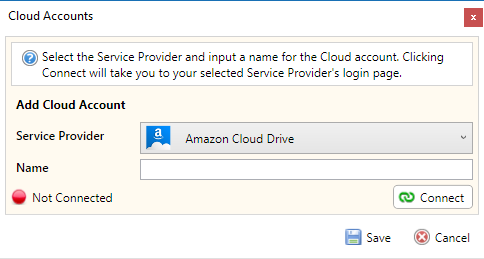 Cloud Accounts
Select the Service Provider and input a name for the Cloud account. Clicking
Connect will take you to your selected Service Provider's login page.
Add Cloud Account
Service Provider
Amazon Cloud Drive
Name
Not Connected
Connect
Save
Cancel